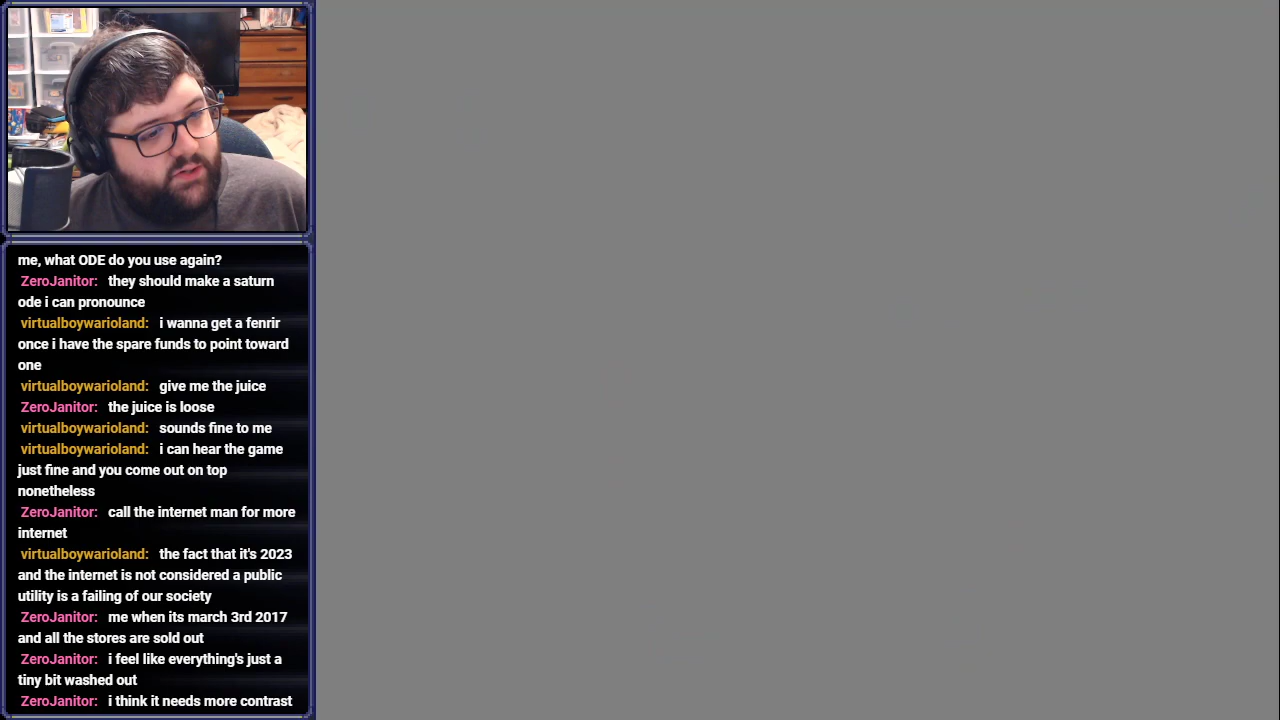 me, what ODE do you use again?
ZeroJanitor: they should make a saturn
ode i can pronounce
virtualboywarioland: i wanna get a fenrir
once i have the spare funds to point toward
one
virtualboywarioland: give me the juice
ZeroJanitor: the juice is loose
virtualboywarioland: sounds fine to me
virtualboywarioland: i can hear the game
just fine and you come out on top
nonetheless
ZeroJanitor: call the internet man for more
internet
virtualboywarioland: the fact that it's 2023
and the internet is not considered a public
utility is a failing of our society
ZeroJanitor: me when its march 3rd 2017
and all the stores are sold out
ZeroJanitor: i feel like everything's just a
tiny bit washed out
ZeroJanitor: i think it needs more contrast